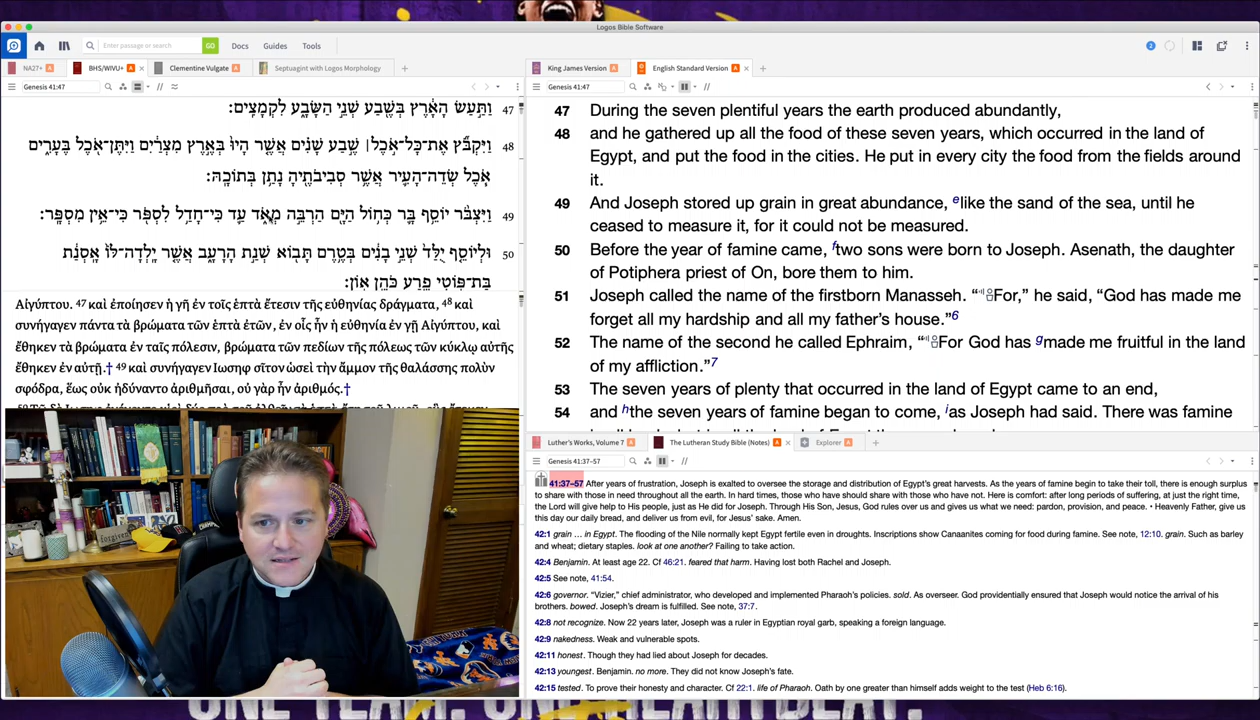 Logos Bible Software
Enter passage or search
GO
Docs
Guides
Tools
2
NA27+ A
BHS/WIVU+ A
Clementine Vulgate A
Septuagint with Logos Morphology
Genesis 41:47
47 וַתַּ֣עַשׂ הָאָ֔רֶץ בְּשֶׁ֖בַע שְׁנֵ֣י הַשָּׂבָ֑ע לִקְמָצִֽים׃
48 וַיִּקְבֹּ֞ץ אֶת־כָּל־אֹ֣כֶל׀ שֶׁ֣בַע שָׁנִ֗ים אֲשֶׁ֤ר הָיוּ֙ בְּאֶ֣רֶץ מִצְרַ֔יִם וַיִּתֶּן־אֹ֖כֶל בֶּעָרִ֑ים
אֹ֧כֶל שְׂדֵה־הָעִ֛יר אֲשֶׁ֥ר סְבִיבֹתֶ֖יהָ נָתַ֥ן בְּתוֹכָֽהּ׃
49 וַיִּצְבֹּ֨ר יוֹסֵ֥ף בָּ֛ר כְּח֥וֹל הַיָּ֖ם הַרְבֵּ֣ה מְאֹ֑ד עַ֛ד כִּי־חָדַ֥ל לִסְפֹּ֖ר כִּי־אֵ֥ין מִסְפָּֽר׃
50 וּלְיוֹסֵ֤ף יֻלַּד֙ שְׁנֵ֣י בָנִ֔ים בְּטֶ֥רֶם תָּב֖וֹא שְׁנַ֣ת הָרָעָ֑ב אֲשֶׁ֤ר יָֽלְדָה־לּוֹ֙ אָֽסְנַ֔ת
בַּת־פּ֥וֹטִי פֶ֖רַע כֹּהֵ֥ן אֽוֹן׃
Αἰγύπτου. 47 καὶ ἐποίησεν ἡ γῆ ἐν τοῖς ἑπτὰ ἔτεσιν τῆς εὐθηνίας δράγματα, 48 καὶ
συνήγαγεν πάντα τὰ βρώματα τῶν ἑπτὰ ἐτῶν, ἐν οἷς ἦν ἡ εὐθηνία ἐν γῇ Αἰγύπτου, καὶ
ἔθηκεν τὰ βρώματα ἐν ταῖς πόλεσιν, βρώματα τῶν πεδίων τῆς πόλεως τῶν κύκλῳ αὐτῆς
ἔθηκεν ἐν αὐτῇ.† 49 καὶ συνήγαγεν Ιωσηφ σῖτον ὡσεὶ τὴν ἄμμον τῆς θαλάσσης πολὺν
σφόδρα, ἕως οὐκ ἠδύναντο ἀριθμῆσαι, οὐ γὰρ ἦν ἀριθμός.†
King James Version A
English Standard Version A
Genesis 41:47
47 During the seven plentiful years the earth produced abundantly,
48 and he gathered up all the food of these seven years, which occurred in the land of
Egypt, and put the food in the cities. He put in every city the food from the fields around
it.
49 And Joseph stored up grain in great abundance, elike the sand of the sea, until he
ceased to measure it, for it could not be measured.
50 Before the year of famine came, ftwo sons were born to Joseph. Asenath, the daughter
of Potiphera priest of On, bore them to him.
51 Joseph called the name of the firstborn Manasseh. “For,” he said, “God has made me
forget all my hardship and all my father’s house.”6
52 The name of the second he called Ephraim, “For God has gmade me fruitful in the land
of my affliction.”7
53 The seven years of plenty that occurred in the land of Egypt came to an end,
54 and hthe seven years of famine began to come, ias Joseph had said. There was famine
Luther's Works, Volume 7 A
The Lutheran Study Bible (Notes) A
Explorer A
Genesis 41:37–57
41:37–57 After years of frustration, Joseph is exalted to oversee the storage and distribution of Egypt's great harvests. As the years of famine begin to take their toll, there is enough surplus
to share with those in need throughout all the earth. In hard times, those who have should share with those who have not. Here is comfort: after long periods of suffering, at just the right time,
the Lord will give help to His people, just as He did for Joseph. Through His Son, Jesus, God rules over us and gives us what we need: pardon, provision, and peace. • Heavenly Father, give us
this day our daily bread, and deliver us from evil, for Jesus' sake. Amen.
42:1 grain … in Egypt. The flooding of the Nile normally kept Egypt fertile even in droughts. Inscriptions show Canaanites coming for food during famine. See note, 12:10. grain. Such as barley
and wheat; dietary staples. look at one another? Failing to take action.
42:4 Benjamin. At least age 22. Cf 46:21. feared that harm. Having lost both Rachel and Joseph.
42:5 See note, 41:54.
42:6 governor. “Vizier,” chief administrator, who developed and implemented Pharaoh's policies. sold. As overseer. God providentially ensured that Joseph would notice the arrival of his
brothers. bowed. Joseph's dream is fulfilled. See note, 37:7.
42:8 not recognize. Now 22 years later, Joseph was a ruler in Egyptian royal garb, speaking a foreign language.
42:9 nakedness. Weak and vulnerable spots.
42:11 honest. Though they had lied about Joseph for decades.
42:13 youngest. Benjamin. no more. They did not know Joseph's fate.
42:15 tested. To prove their honesty and character. Cf 22:1. life of Pharaoh. Oath by one greater than himself adds weight to the test (Heb 6:16).
forgiven
ONE TEAM. ONE HEARTBEAT.